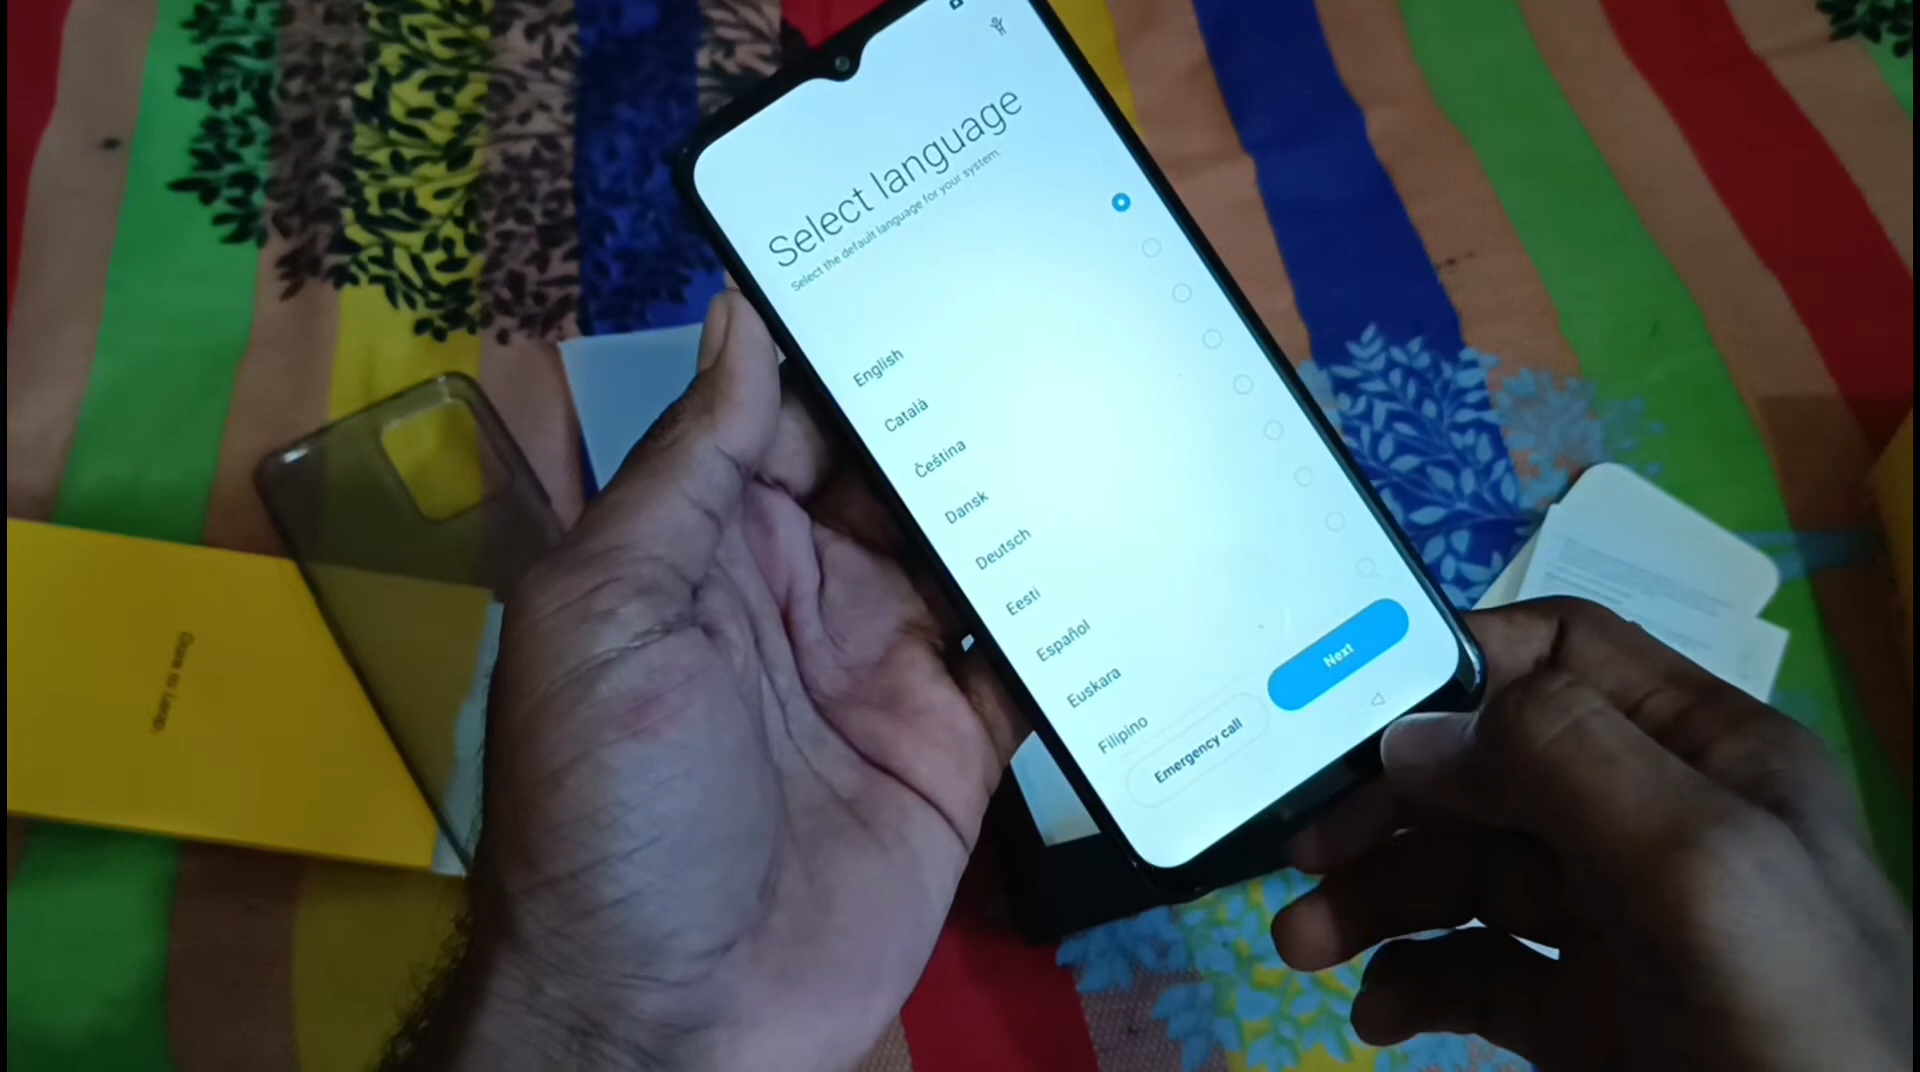 Select language
Select the default language for your system.
English
Català
Čeština
Dansk
Deutsch
Eesti
Español
Euskara
Filipino
Emergency call
Next